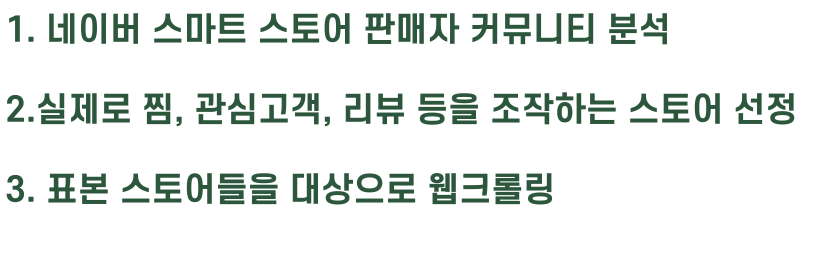 1. 네이버 스마트 스토어 판매자 커뮤니티 분석
2.실제로 찜, 관심고객, 리뷰 등을 조작하는 스토어 선정
3. 표본 스토어들을 대상으로 웹크롤링